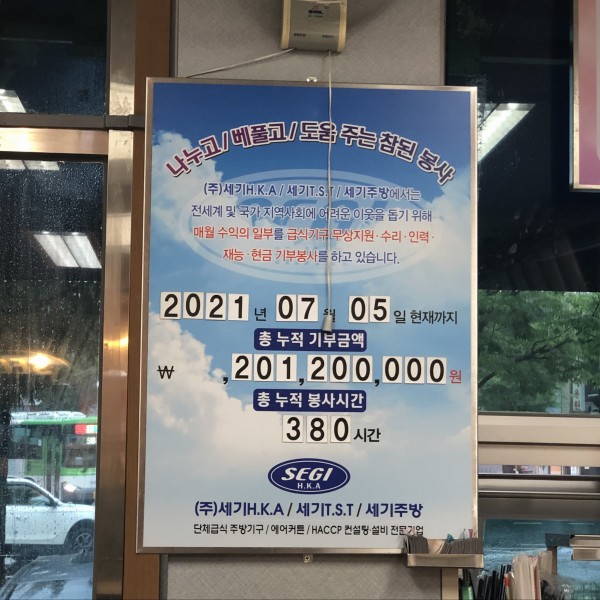 나누고 / 베풀고 / 도움 주는 참된 봉사
(주)세기H.K.A / 세기T.S.T / 세기주방에서는
전세계 및 국가 지역사회에 어려운 이웃을 돕기 위해
매월 수익의 일부를 급식기구 무상지원 · 수리 · 인력 ·
재능 · 현금 기부봉사를 하고 있습니다.
2021 년 07 월 05 일 현재까지
총 누적 기부금액
₩ ,201,200,000 원
총 누적 봉사시간
380 시간
SEGI
H.K.A
(주)세기H.K.A / 세기T.S.T / 세기주방
단체급식 주방기구 / 에어커튼 / HACCP 컨설팅·설비 전문기업